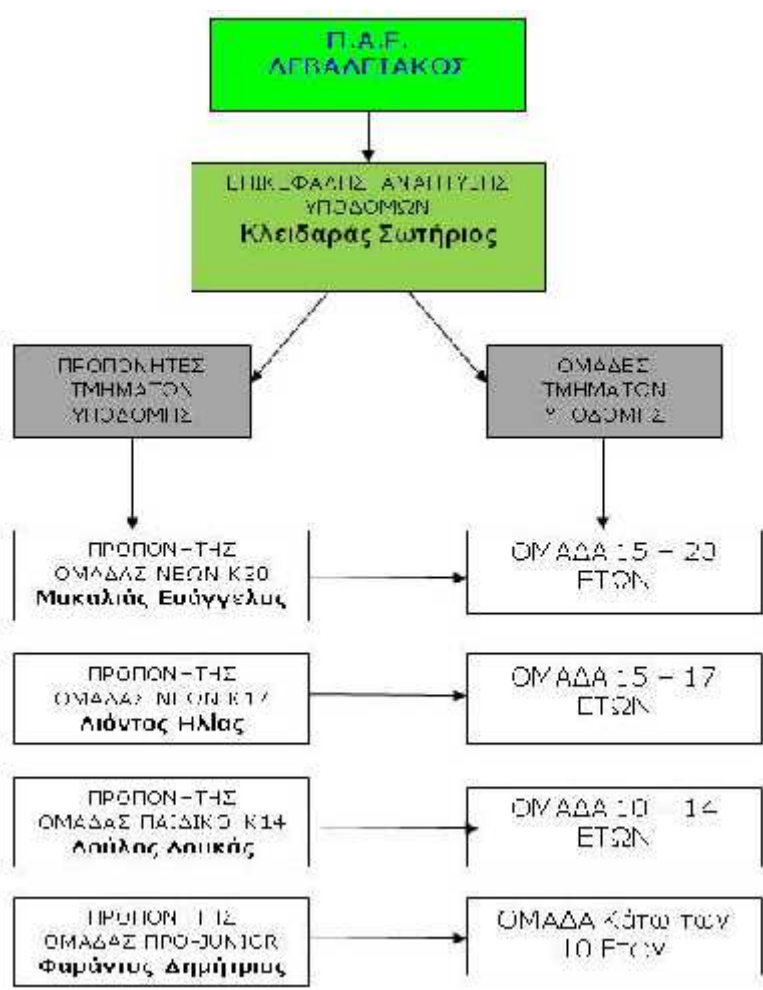 Π.Α.Ε.
ΛΕΒΑΔΕΙΑΚΟΣ
ΕΠΙΚΕΦΑΛΗΣ ΑΝΑΠΤΥΞΗΣ
ΥΠΟΔΟΜΩΝ
Κλειδαράς Σωτήριος
ΠΡΟΠΟΝΗΤΕΣ
ΤΜΗΜΑΤΩΝ
ΥΠΟΔΟΜΗΣ
ΟΜΑΔΕΣ
ΤΜΗΜΑΤΩΝ
ΥΠΟΔΟΜΗΣ
ΠΡΟΠΟΝΗΤΗΣ
ΟΜΑΔΑΣ ΝΕΩΝ Κ20
Μακαλιάς Ευάγγελος
ΟΜΑΔΑ 15 – 20
ΕΤΩΝ
ΠΡΟΠΟΝΗΤΗΣ
ΟΜΑΔΑΣ ΝΕΩΝ Κ17
Λιόντος Ηλίας
ΟΜΑΔΑ 15 – 17
ΕΤΩΝ
ΠΡΟΠΟΝΗΤΗΣ
ΟΜΑΔΑΣ ΠΑΙΔΙΚΟ Κ14
Λουκάς
ΟΜΑΔΑ 10 – 14
ΕΤΩΝ
ΠΡΟΠΟΝΗΤΗΣ
ΟΜΑΔΑΣ ΠΡΟ-JUNIOR
Φαράντος Δημήτριος
ΟΜΑΔΑ Κάτω των
10 Ετών